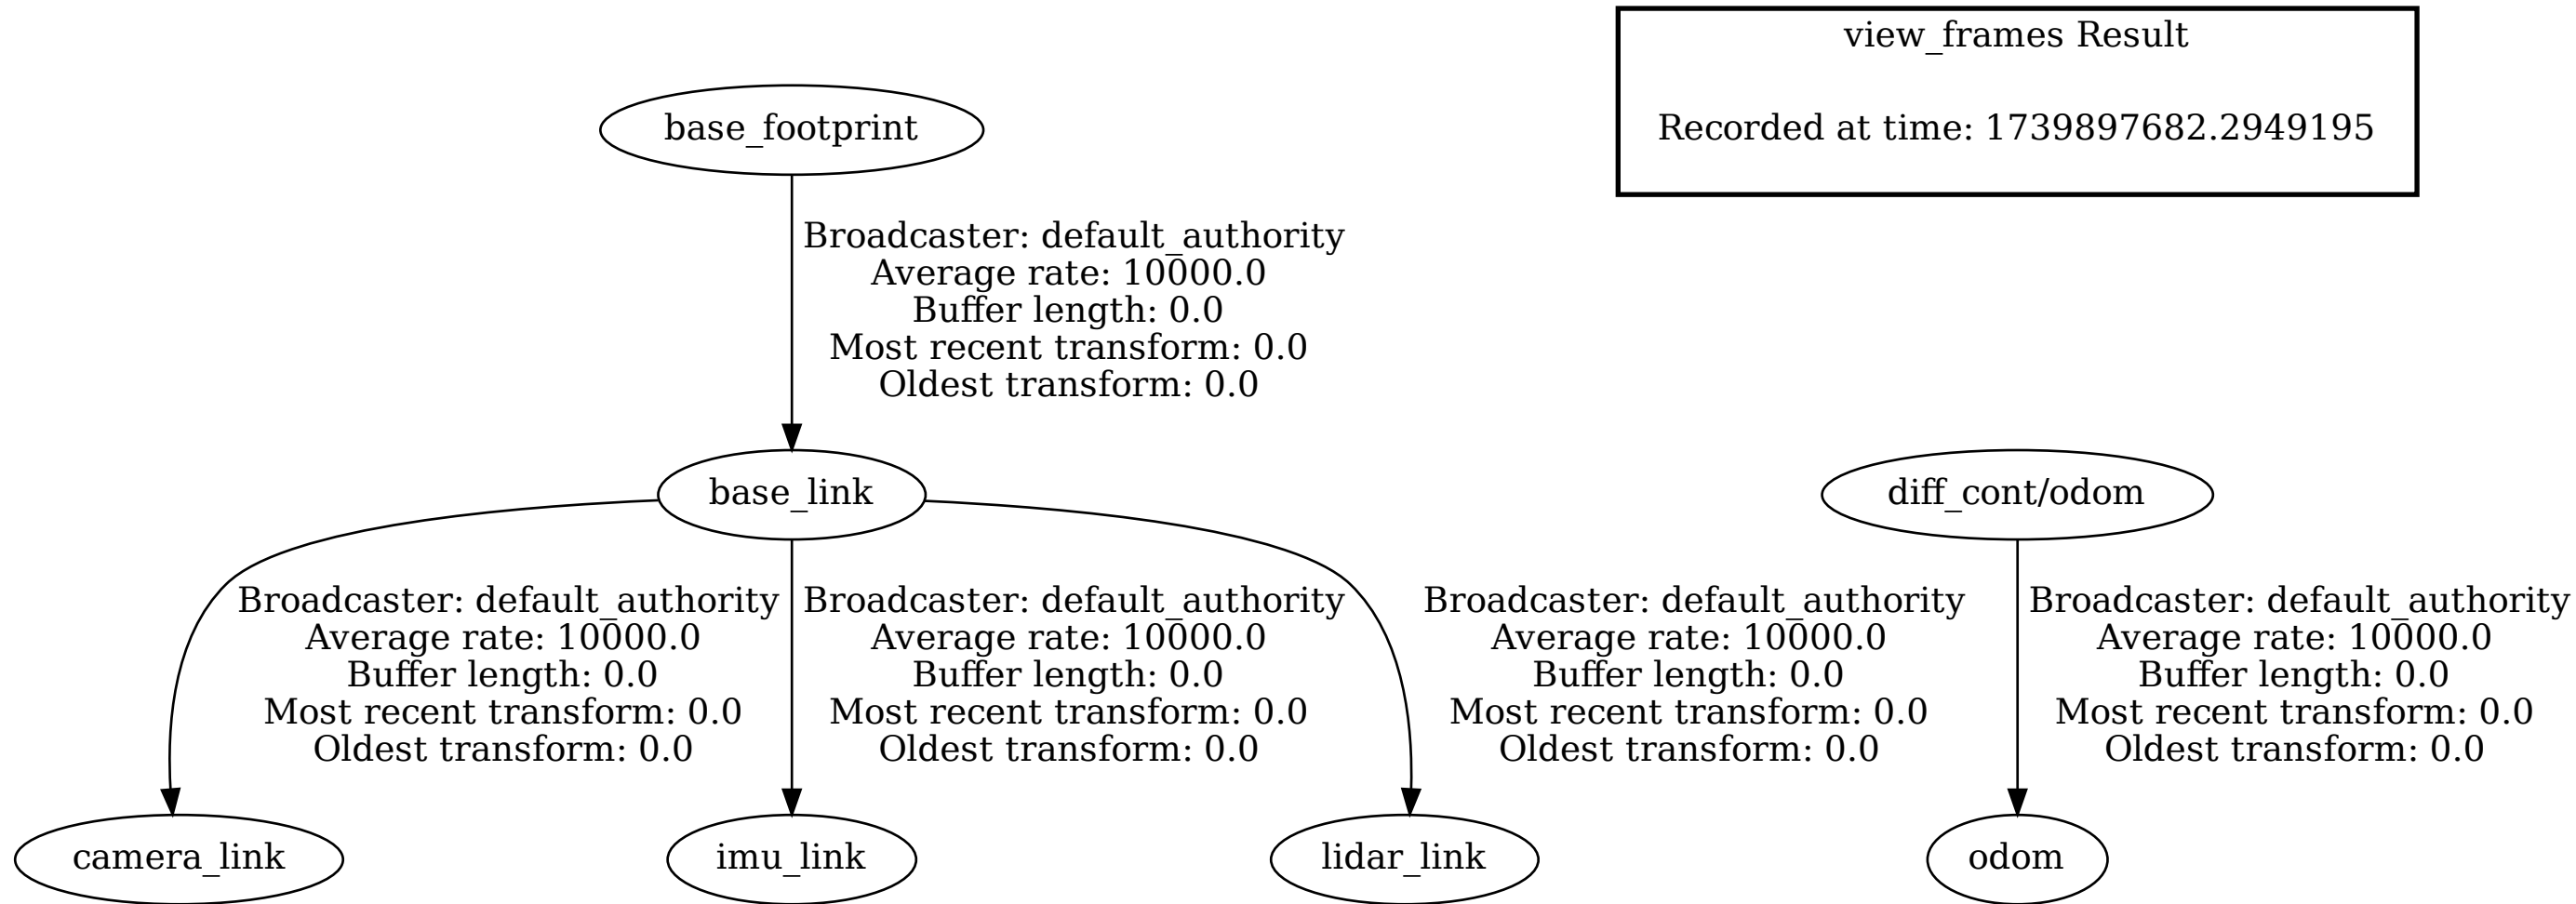 view_frames Result
Recorded at time: 1739897682.2949195
base_footprint
Broadcaster: default_authority
Average rate: 10000.0
Buffer length: 0.0
Most recent transform: 0.0
Oldest transform: 0.0
base_link
diff_cont/odom
Broadcaster: default_authority
Average rate: 10000.0
Buffer length: 0.0
Most recent transform: 0.0
Oldest transform: 0.0
Broadcaster: default_authority
Average rate: 10000.0
Buffer length: 0.0
Most recent transform: 0.0
Oldest transform: 0.0
Broadcaster: default_authority
Average rate: 10000.0
Buffer length: 0.0
Most recent transform: 0.0
Oldest transform: 0.0
Broadcaster: default_authority
Average rate: 10000.0
Buffer length: 0.0
Most recent transform: 0.0
Oldest transform: 0.0
camera_link
imu_link
lidar_link
odom